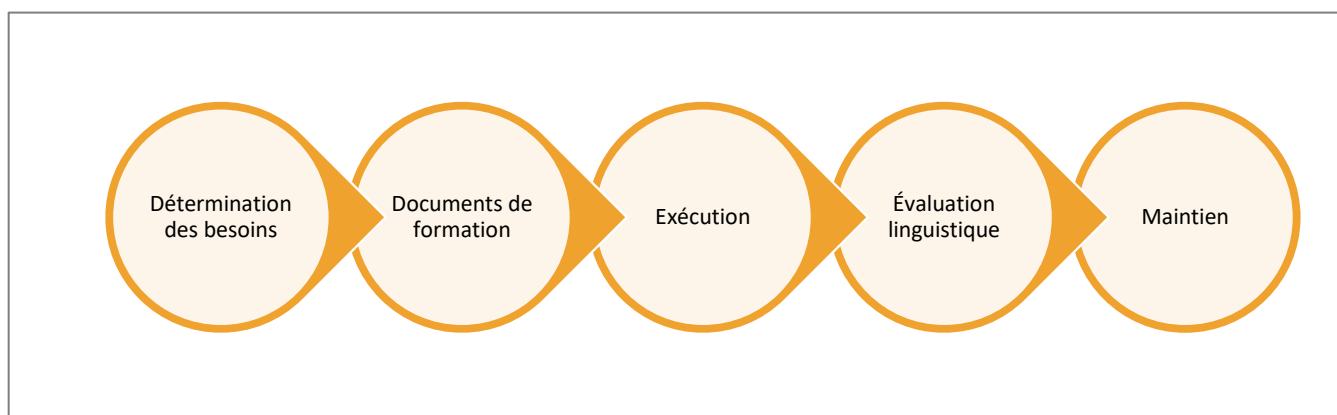 Détermination
des besoins
Documents de
formation
Exécution
Évaluation
linguistique
Maintien